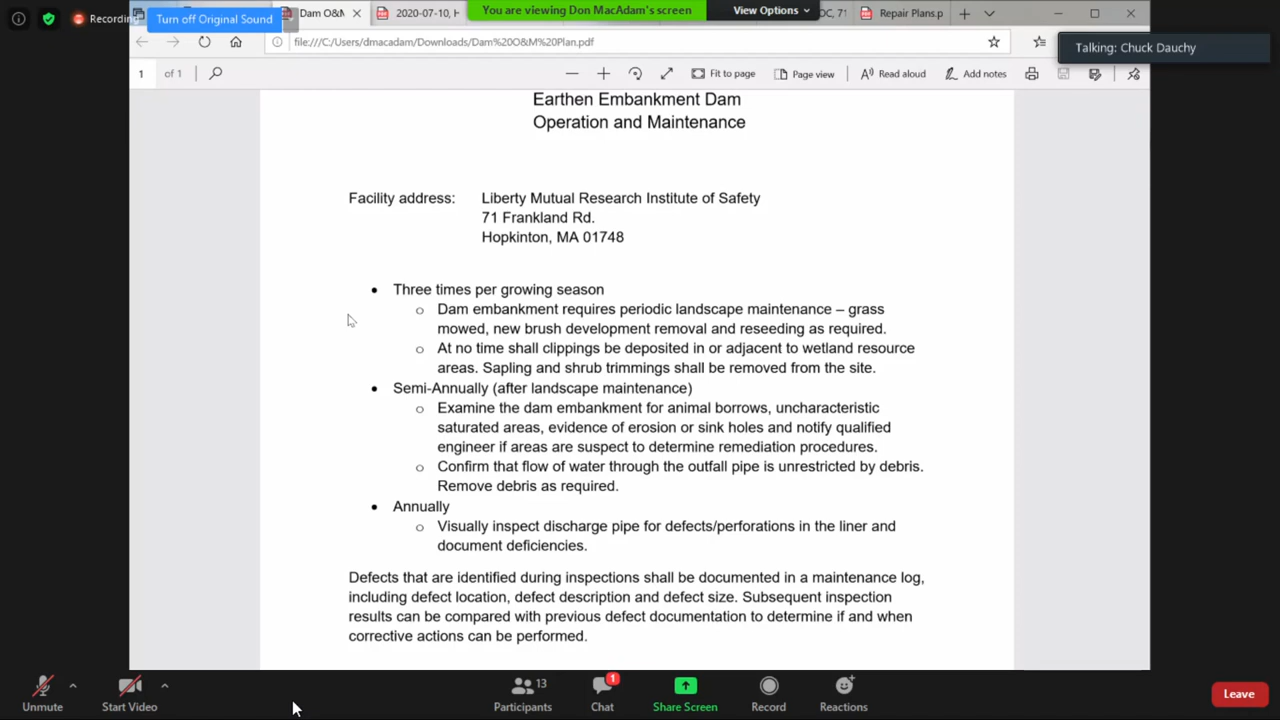 Recording
Turn off Original Sound
Dam O&M
2020-07-10, H
You are viewing Don MacAdam's screen
View Options
OC, 71
Repair Plans.p
file:///C:/Users/dmacadam/Downloads/Dam%20O&M%20Plan.pdf
Talking: Chuck Dauchy
1 of 1
Fit to page
Page view
Read aloud
Add notes
Earthen Embankment Dam
Operation and Maintenance
Facility address: Liberty Mutual Research Institute of Safety
71 Frankland Rd.
Hopkinton, MA 01748
• Three times per growing season
o Dam embankment requires periodic landscape maintenance – grass
mowed, new brush development removal and reseeding as required.
o At no time shall clippings be deposited in or adjacent to wetland resource
areas. Sapling and shrub trimmings shall be removed from the site.
• Semi-Annually (after landscape maintenance)
o Examine the dam embankment for animal borrows, uncharacteristic
saturated areas, evidence of erosion or sink holes and notify qualified
engineer if areas are suspect to determine remediation procedures.
o Confirm that flow of water through the outfall pipe is unrestricted by debris.
Remove debris as required.
• Annually
o Visually inspect discharge pipe for defects/perforations in the liner and
document deficiencies.
Defects that are identified during inspections shall be documented in a maintenance log,
including defect location, defect description and defect size. Subsequent inspection
results can be compared with previous defect documentation to determine if and when
corrective actions can be performed.
Unmute
Start Video
13
Participants
1
Chat
Share Screen
Record
Reactions
Leave